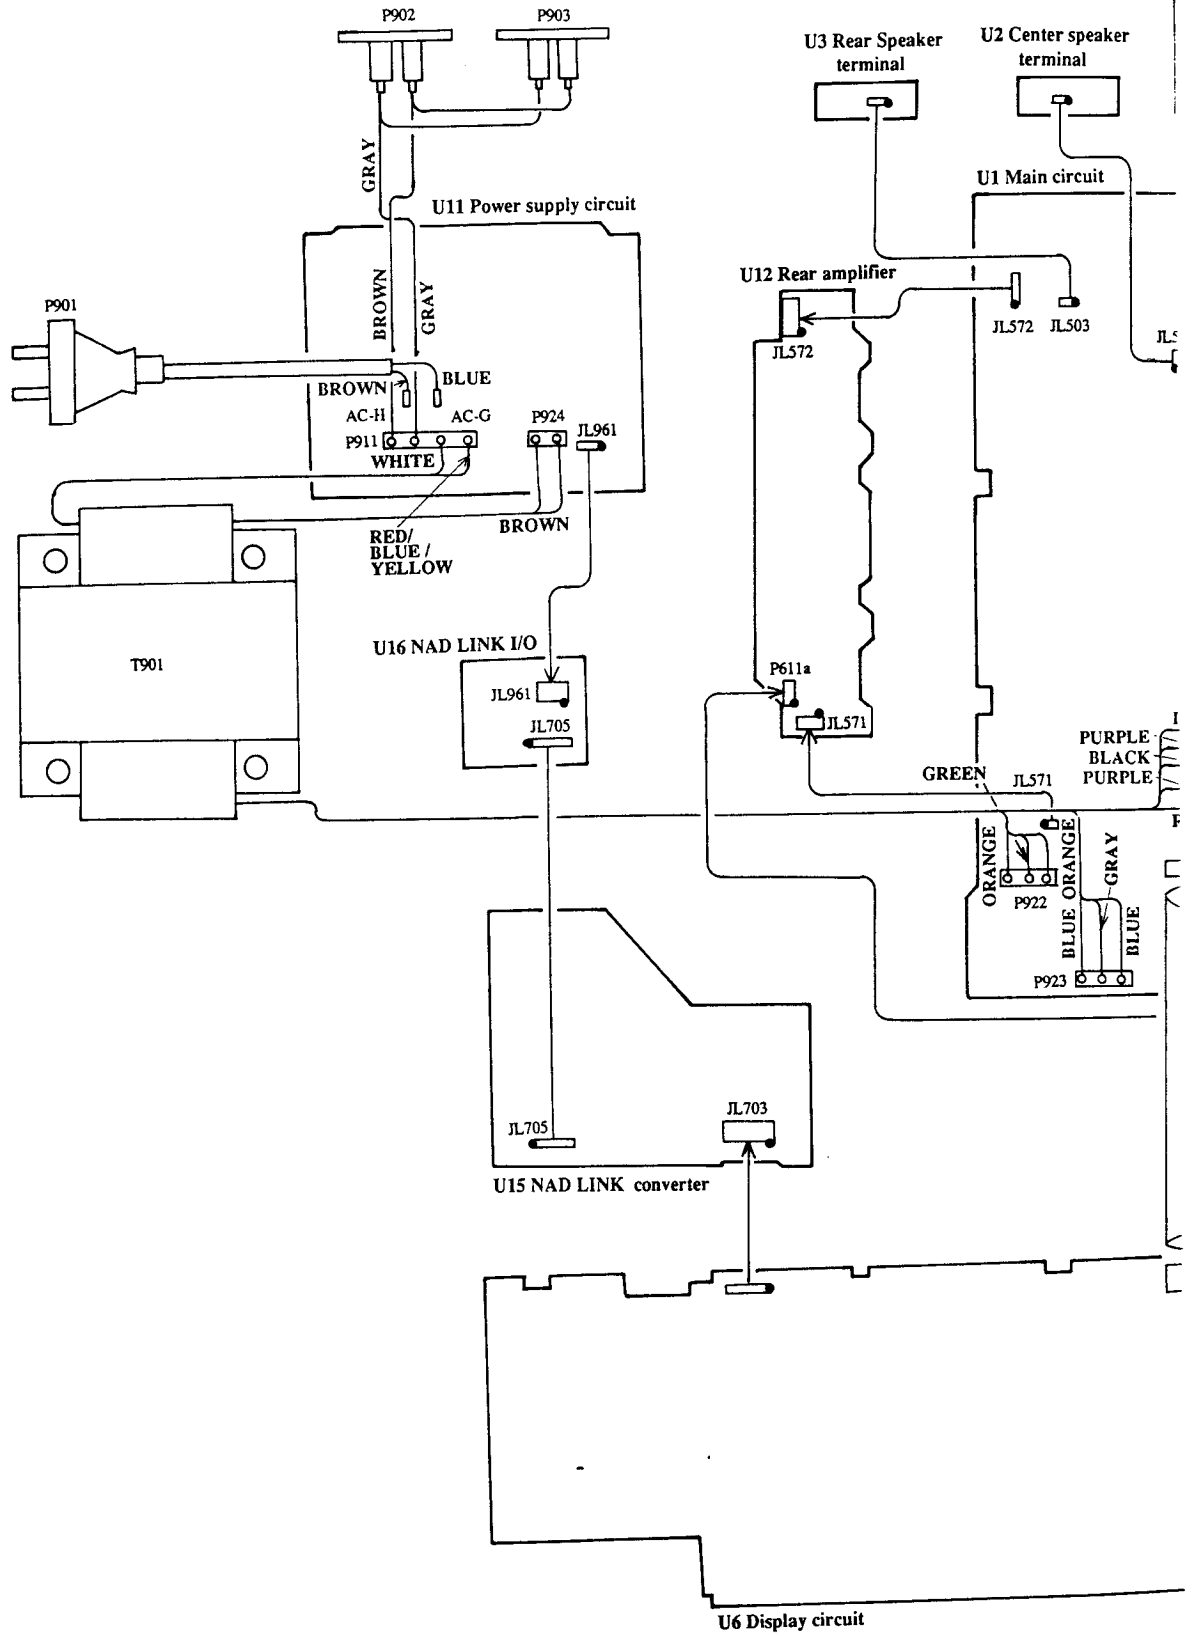 P902
P903
U3 Rear Speaker
terminal
U2 Center speaker
terminal
GRAY
U1 Main circuit
U11 Power supply circuit
BROWN
GRAY
U12 Rear amplifier
P901
JL572
JL572
JL503
BROWN
BLUE
AC-H
AC-G
P924
P911
JL961
WHITE
BROWN
RED/
BLUE /
YELLOW
U16 NAD LINK I/O
T901
JL961
JL705
P611a
JL571
PURPLE
BLACK
PURPLE
GREEN
JL571
ORANGE
ORANGE
GRAY
P922
BLUE
BLUE
P923
JL703
JL705
U15 NAD LINK converter
U6 Display circuit